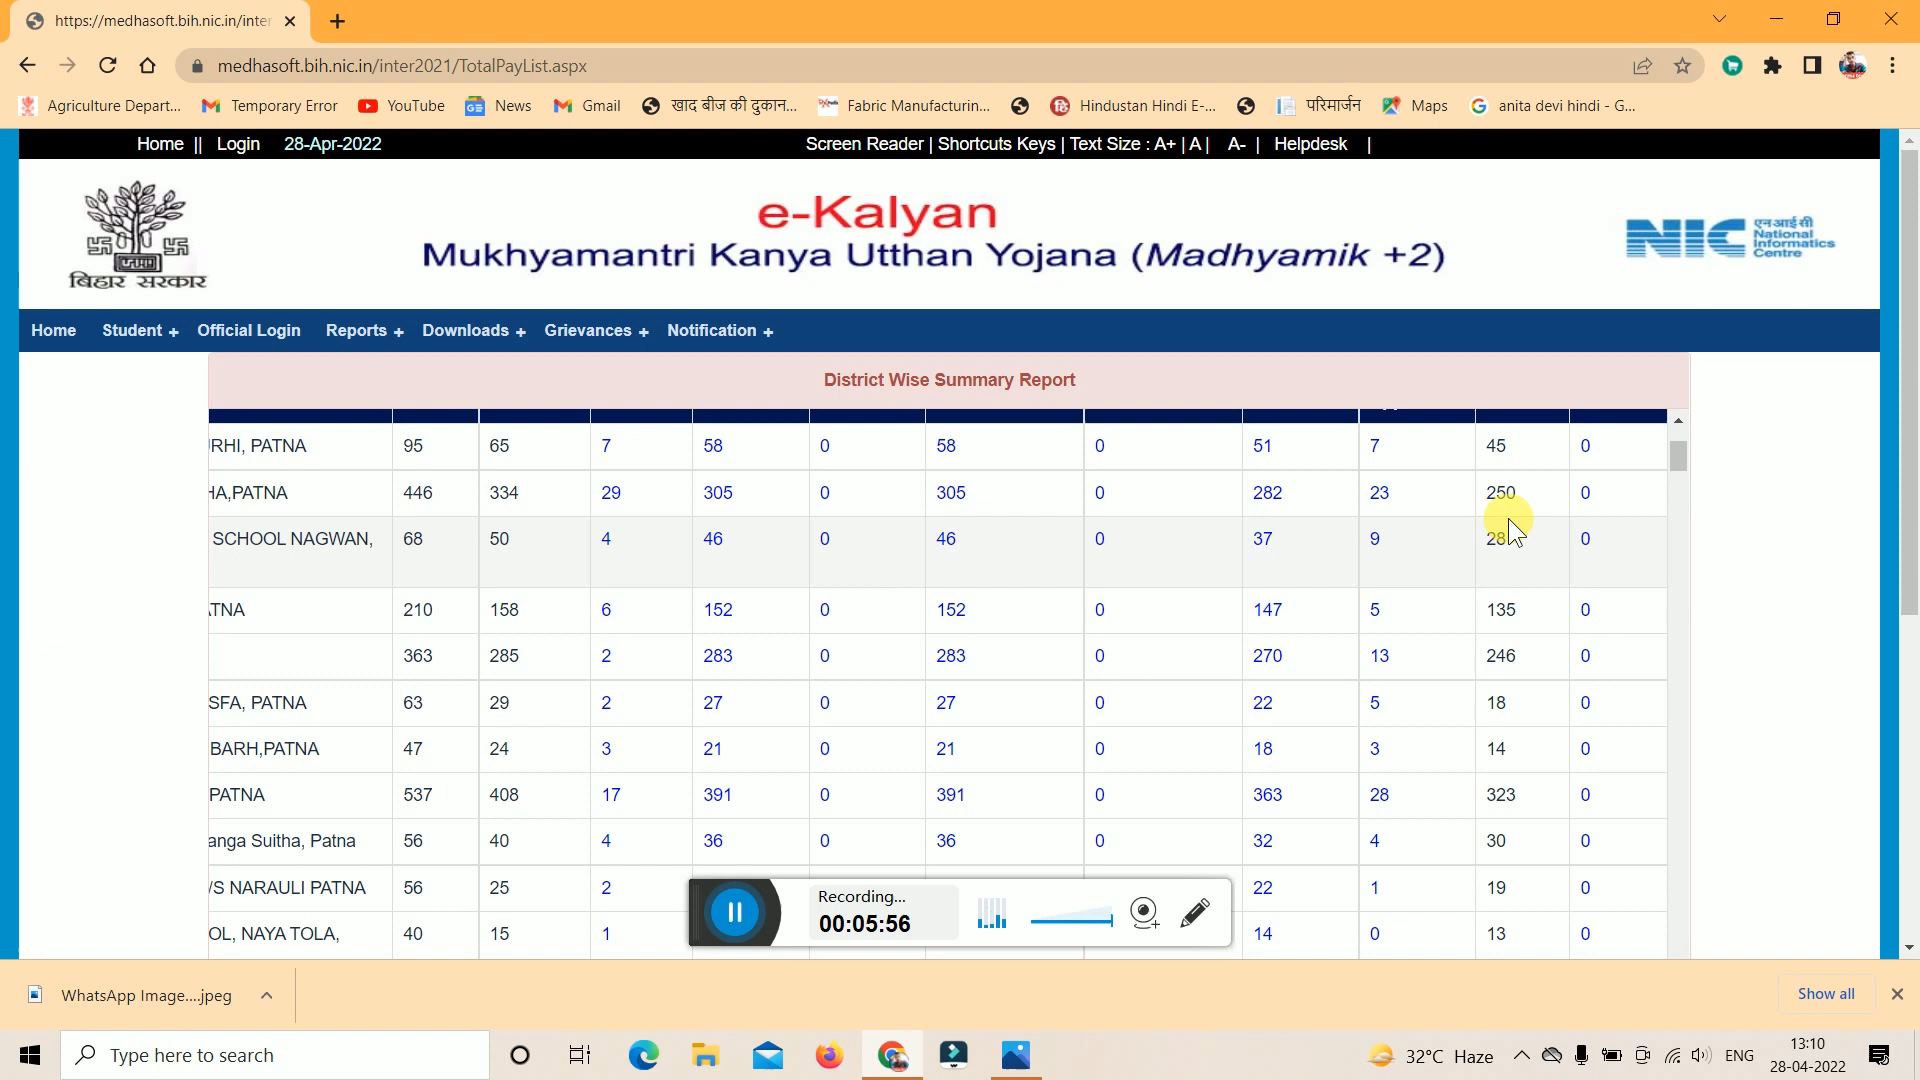 https://medhasoft.bih.nic.in/inter
medhasoft.bih.nic.in/inter2021/TotalPayList.aspx
Agriculture Depart... Temporary Error YouTube News Gmail खाद बीज की दुकान... Fabric Manufacturin... Hindustan Hindi E-... परिमार्जन Maps anita devi hindi - G...
Home || Login 28-Apr-2022 Screen Reader | Shortcuts Keys | Text Size : A+ | A | A- | Helpdesk |
e-Kalyan
Mukhyamantri Kanya Utthan Yojana (Madhyamik +2)
बिहार सरकार
NIC एन आई सी
National
Informatics
Centre
Home Student + Official Login Reports + Downloads + Grievances + Notification +
District Wise Summary Report
RHI, PATNA 95 65 7 58 0 58 0 51 7 45 0
HA,PATNA 446 334 29 305 0 305 0 282 23 250 0
SCHOOL NAGWAN, 68 50 4 46 0 46 0 37 9 28 0
TNA 210 158 6 152 0 152 0 147 5 135 0
363 285 2 283 0 283 0 270 13 246 0
SFA, PATNA 63 29 2 27 0 27 0 22 5 18 0
BARH,PATNA 47 24 3 21 0 21 0 18 3 14 0
PATNA 537 408 17 391 0 391 0 363 28 323 0
anga Suitha, Patna 56 40 4 36 0 36 0 32 4 30 0
/S NARAULI PATNA 56 25 2 22 1 19 0
OL, NAYA TOLA, 40 15 1 14 0 13 0
Recording...
00:05:56
WhatsApp Image....jpeg Show all
Type here to search 32°C Haze ENG 13:10
28-04-2022